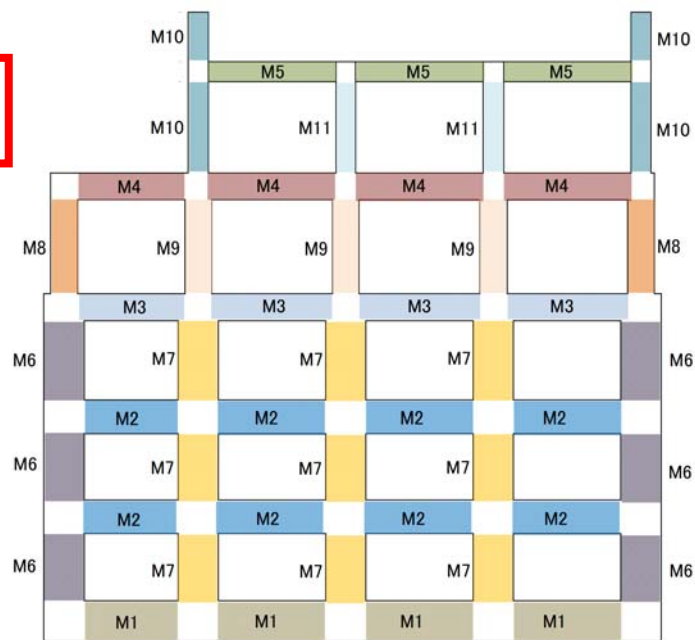 M10 M10
M5 M5 M5
M10 M11 M11 M10
M4 M4 M4 M4
M8 M9 M9 M9 M8
M3 M3 M3 M3
M6 M7 M7 M7 M6
M2 M2 M2 M2
M6 M7 M7 M7 M6
M2 M2 M2 M2
M6 M7 M7 M7 M6
M1 M1 M1 M1